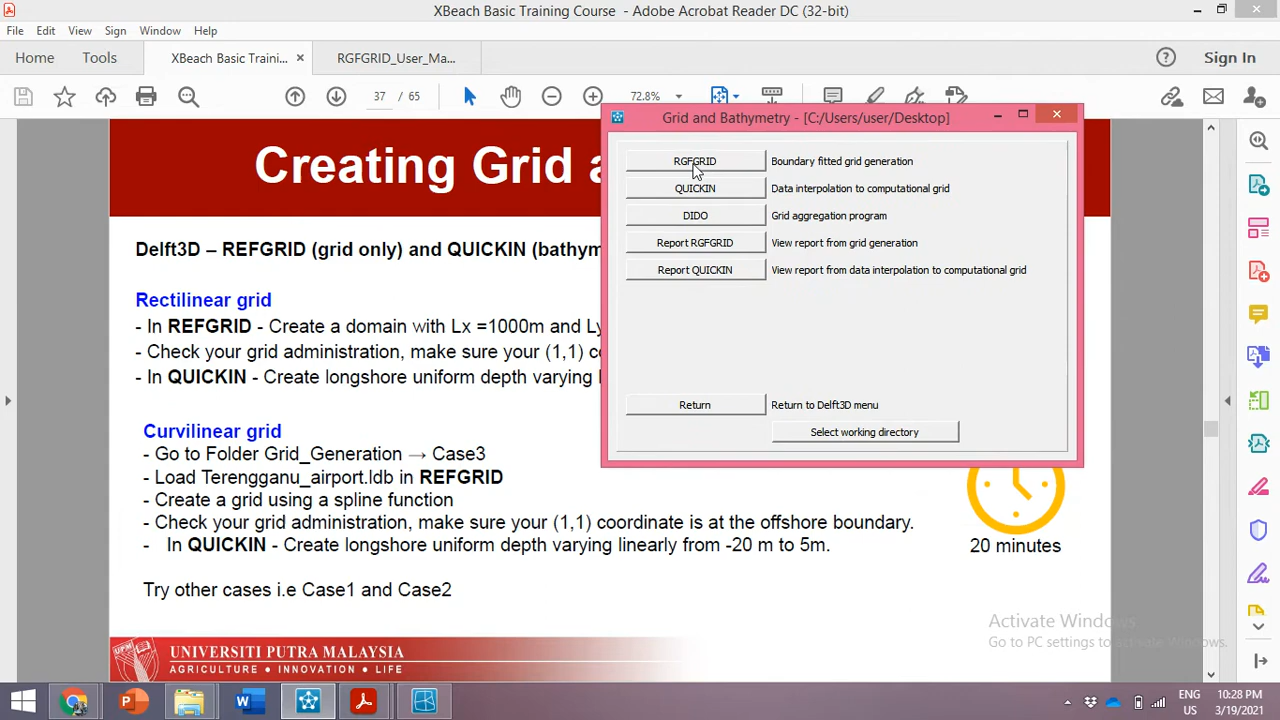 XBeach Basic Training Course - Adobe Acrobat Reader DC (32-bit)
File Edit View Sign Window Help
Home Tools XBeach Basic Traini... × RGFGRID_User_Ma... ? Sign In
37 / 65 72.8%
Grid and Bathymetry - [C:/Users/user/Desktop]
RGFGRID Boundary fitted grid generation
QUICKIN Data interpolation to computational grid
DIDO Grid aggregation program
Report RGFGRID View report from grid generation
Report QUICKIN View report from data interpolation to computational grid
Return Return to Delft3D menu
Select working directory
Creating Grid a
Delft3D – REFGRID (grid only) and QUICKIN (bathym
Rectilinear grid
- In REFGRID - Create a domain with Lx =1000m and Ly
- Check your grid administration, make sure your (1,1) co
- In QUICKIN - Create longshore uniform depth varying l
Curvilinear grid
- Go to Folder Grid_Generation → Case3
- Load Terengganu_airport.ldb in REFGRID
- Create a grid using a spline function
- Check your grid administration, make sure your (1,1) coordinate is at the offshore boundary.
- In QUICKIN - Create longshore uniform depth varying linearly from -20 m to 5m.
20 minutes
Try other cases i.e Case1 and Case2
Activate Windows
Go to PC settings to activate Windows.
UNIVERSITI PUTRA MALAYSIA
AGRICULTURE • INNOVATION • LIFE
UPM
ENG
US
10:28 PM
3/19/2021